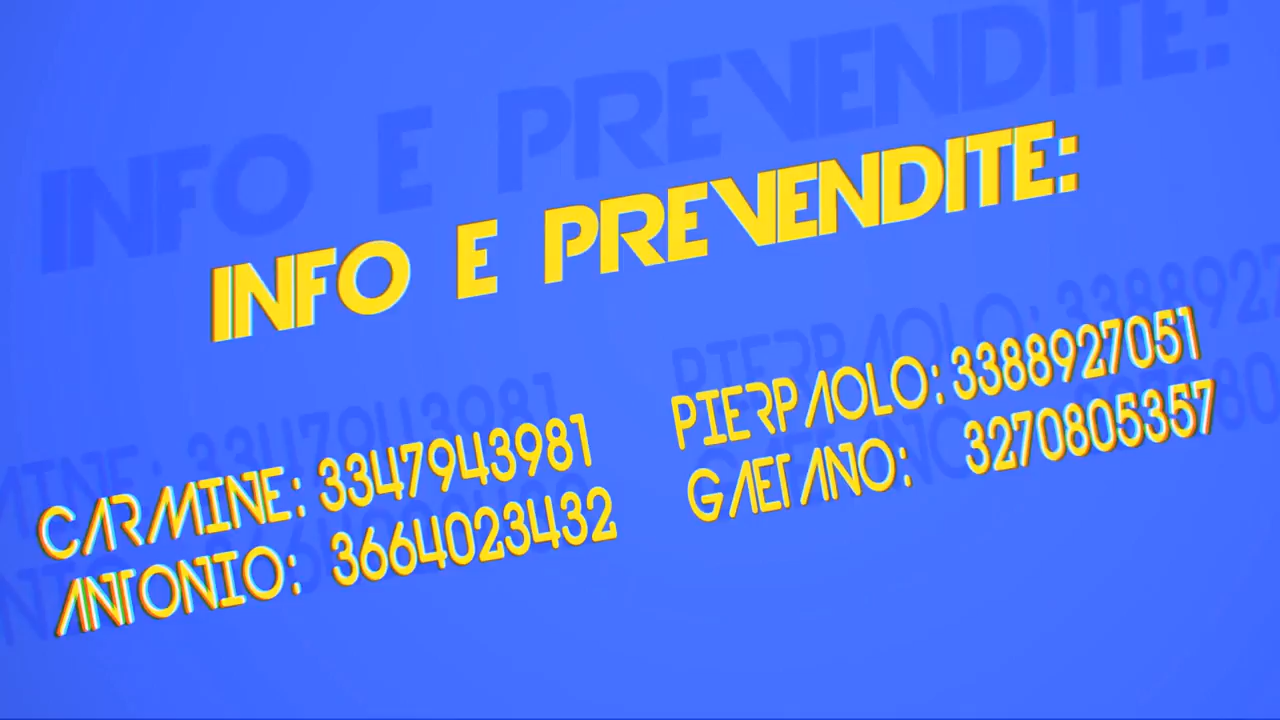 INFO E PREVENDITE:
CARMINE: 3347943981
ANTONIO: 3664023432
PIERPAOLO: 3388927051
GAETANO: 3270805357